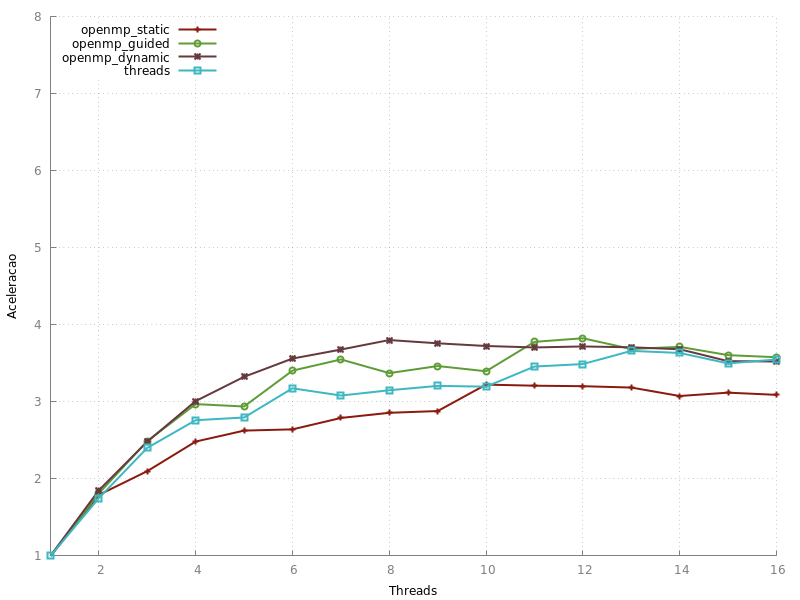 openmp_static
openmp_guided
openmp_dynamic
threads
8
7
6
5
4
3
2
1
Aceleracao
2 4 6 8 10 12 14 16
Threads